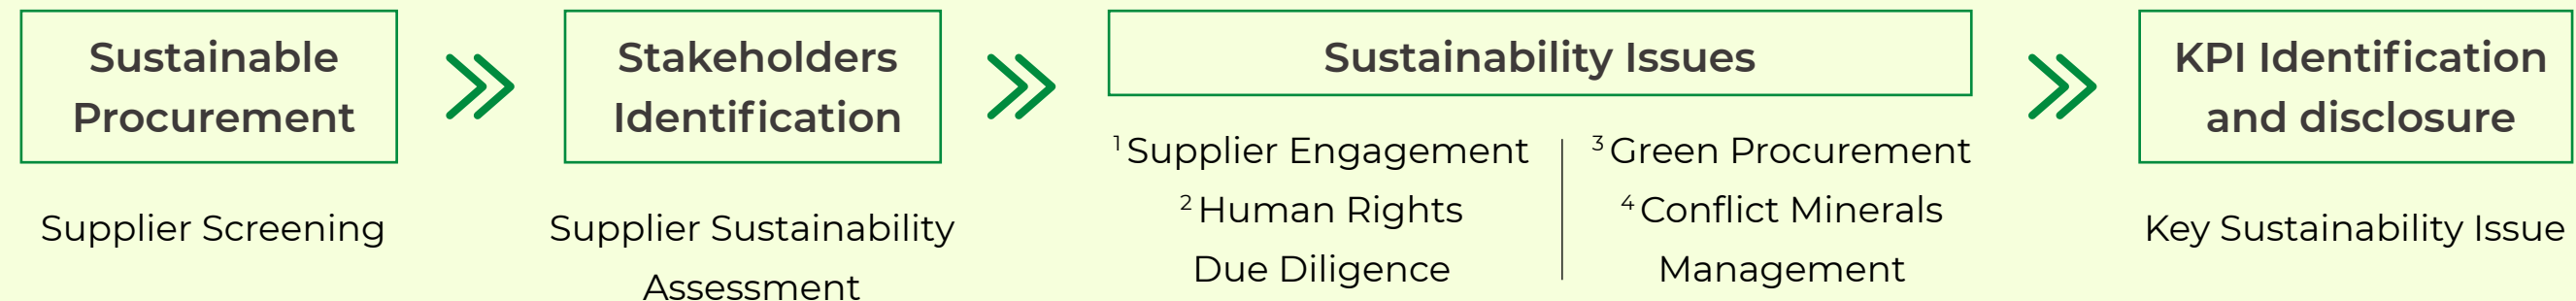 Sustainable
Procurement
Supplier Screening
Stakeholders
Identification
Supplier Sustainability
Assessment
Sustainability Issues
1 Supplier Engagement
2 Human Rights
Due Diligence
3 Green Procurement
4 Conflict Minerals
Management
KPI Identification
and disclosure
Key Sustainability Issue